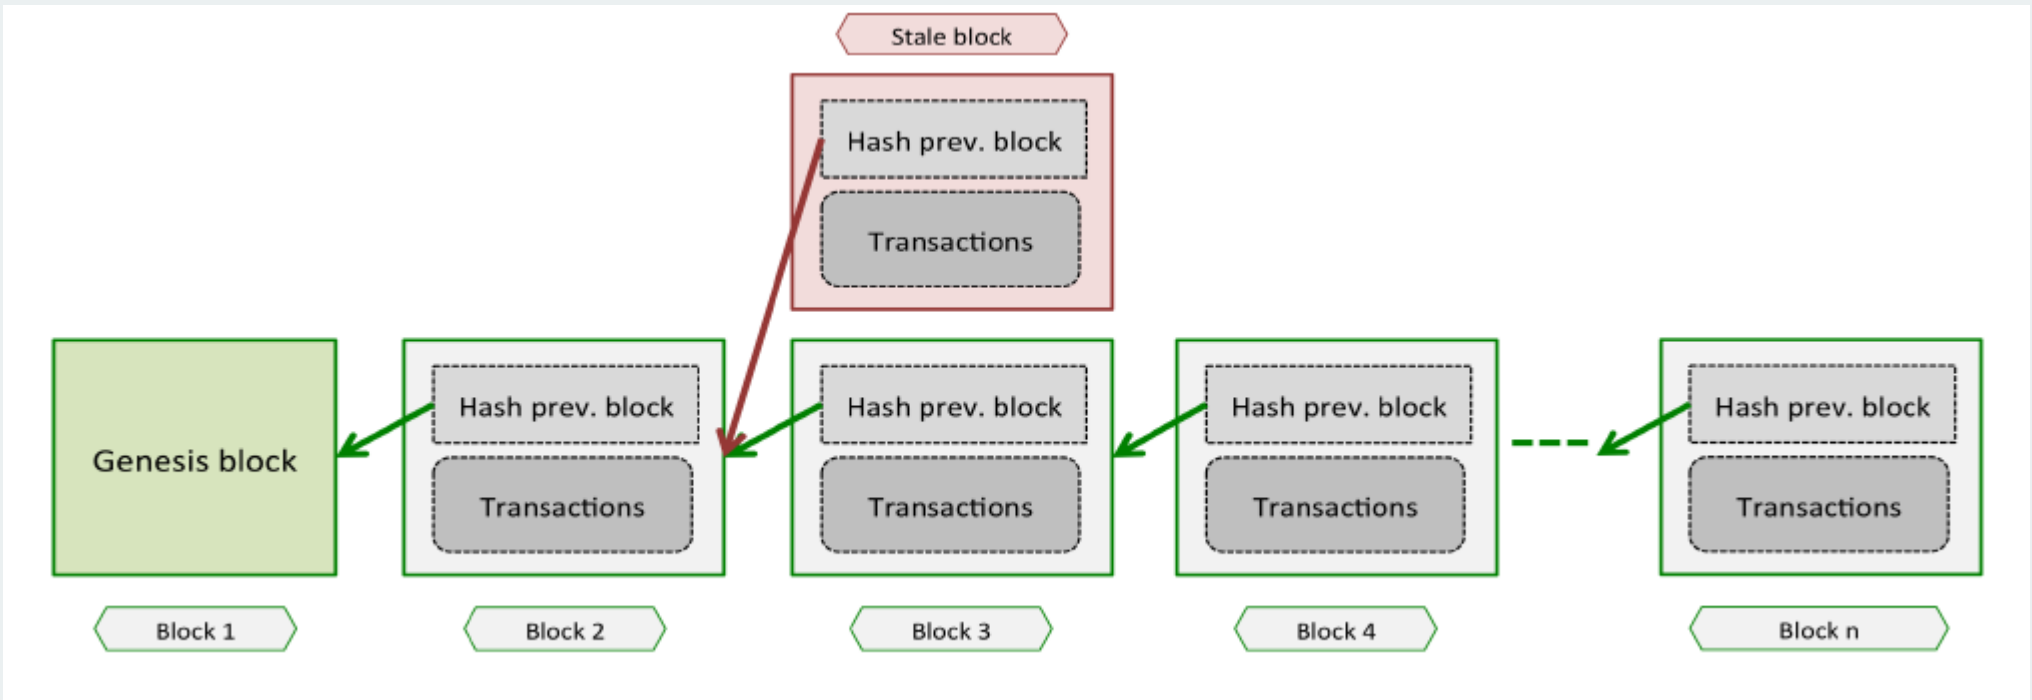 Stale block
Hash prev. block
Transactions
Genesis block
Hash prev. block
Transactions
Hash prev. block
Transactions
Hash prev. block
Transactions
Hash prev. block
Transactions
Block 1
Block 2
Block 3
Block 4
Block n